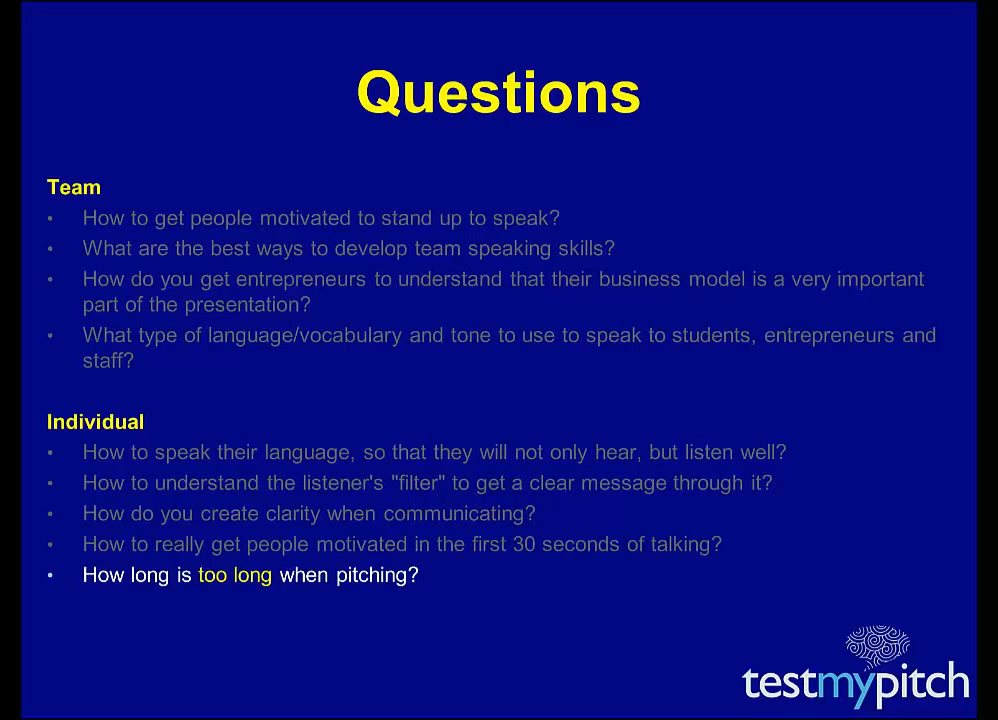 Questions
Team
• How to get people motivated to stand up to speak?
• What are the best ways to develop team speaking skills?
• How do you get entrepreneurs to understand that their business model is a very important
part of the presentation?
• What type of language/vocabulary and tone to use to speak to students, entrepreneurs and
staff?
Individual
• How to speak their language, so that they will not only hear, but listen well?
• How to understand the listener's "filter" to get a clear message through it?
• How do you create clarity when communicating?
• How to really get people motivated in the first 30 seconds of talking?
• How long is too long when pitching?
testmypitch